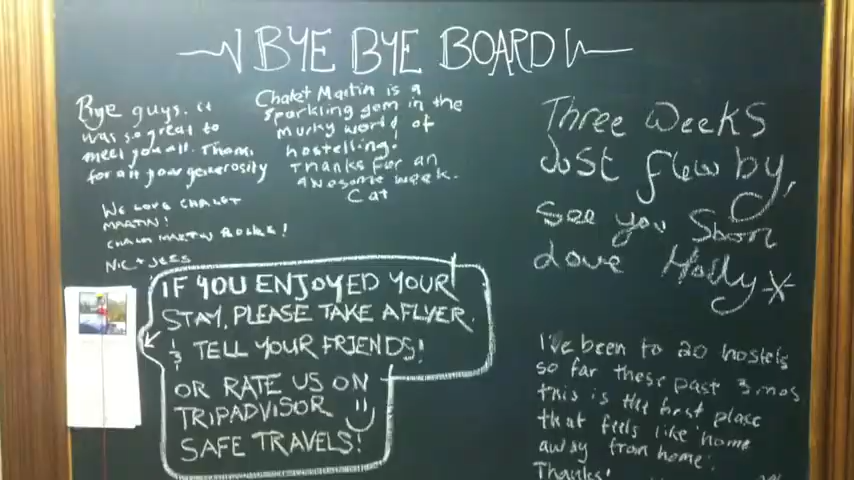 BYE BYE BOARD
Bye guys. it
was so great to
meet you all. Thanx
for all your generosity
WE LOVE CHALET
MARTIN!
CHALET MARTIN ROCKS!
NIC + JESS
Chalet Martin is a
sparkling gem in the
murky world of
hostelling!
Thanks for an
awesome week.
Cat
Three weeks
Just flew by,
See you Soon
Love Holly x
IF YOU ENJOYED YOUR
STAY, PLEASE TAKE A FLYER
& TELL YOUR FRIENDS!
OR RATE US ON
TRIPADVISOR
SAFE TRAVELS!
I've been to 20 hostels
so far these past 3 mos
this is the first place
that feels like 'home
away from home'.
Thanks!